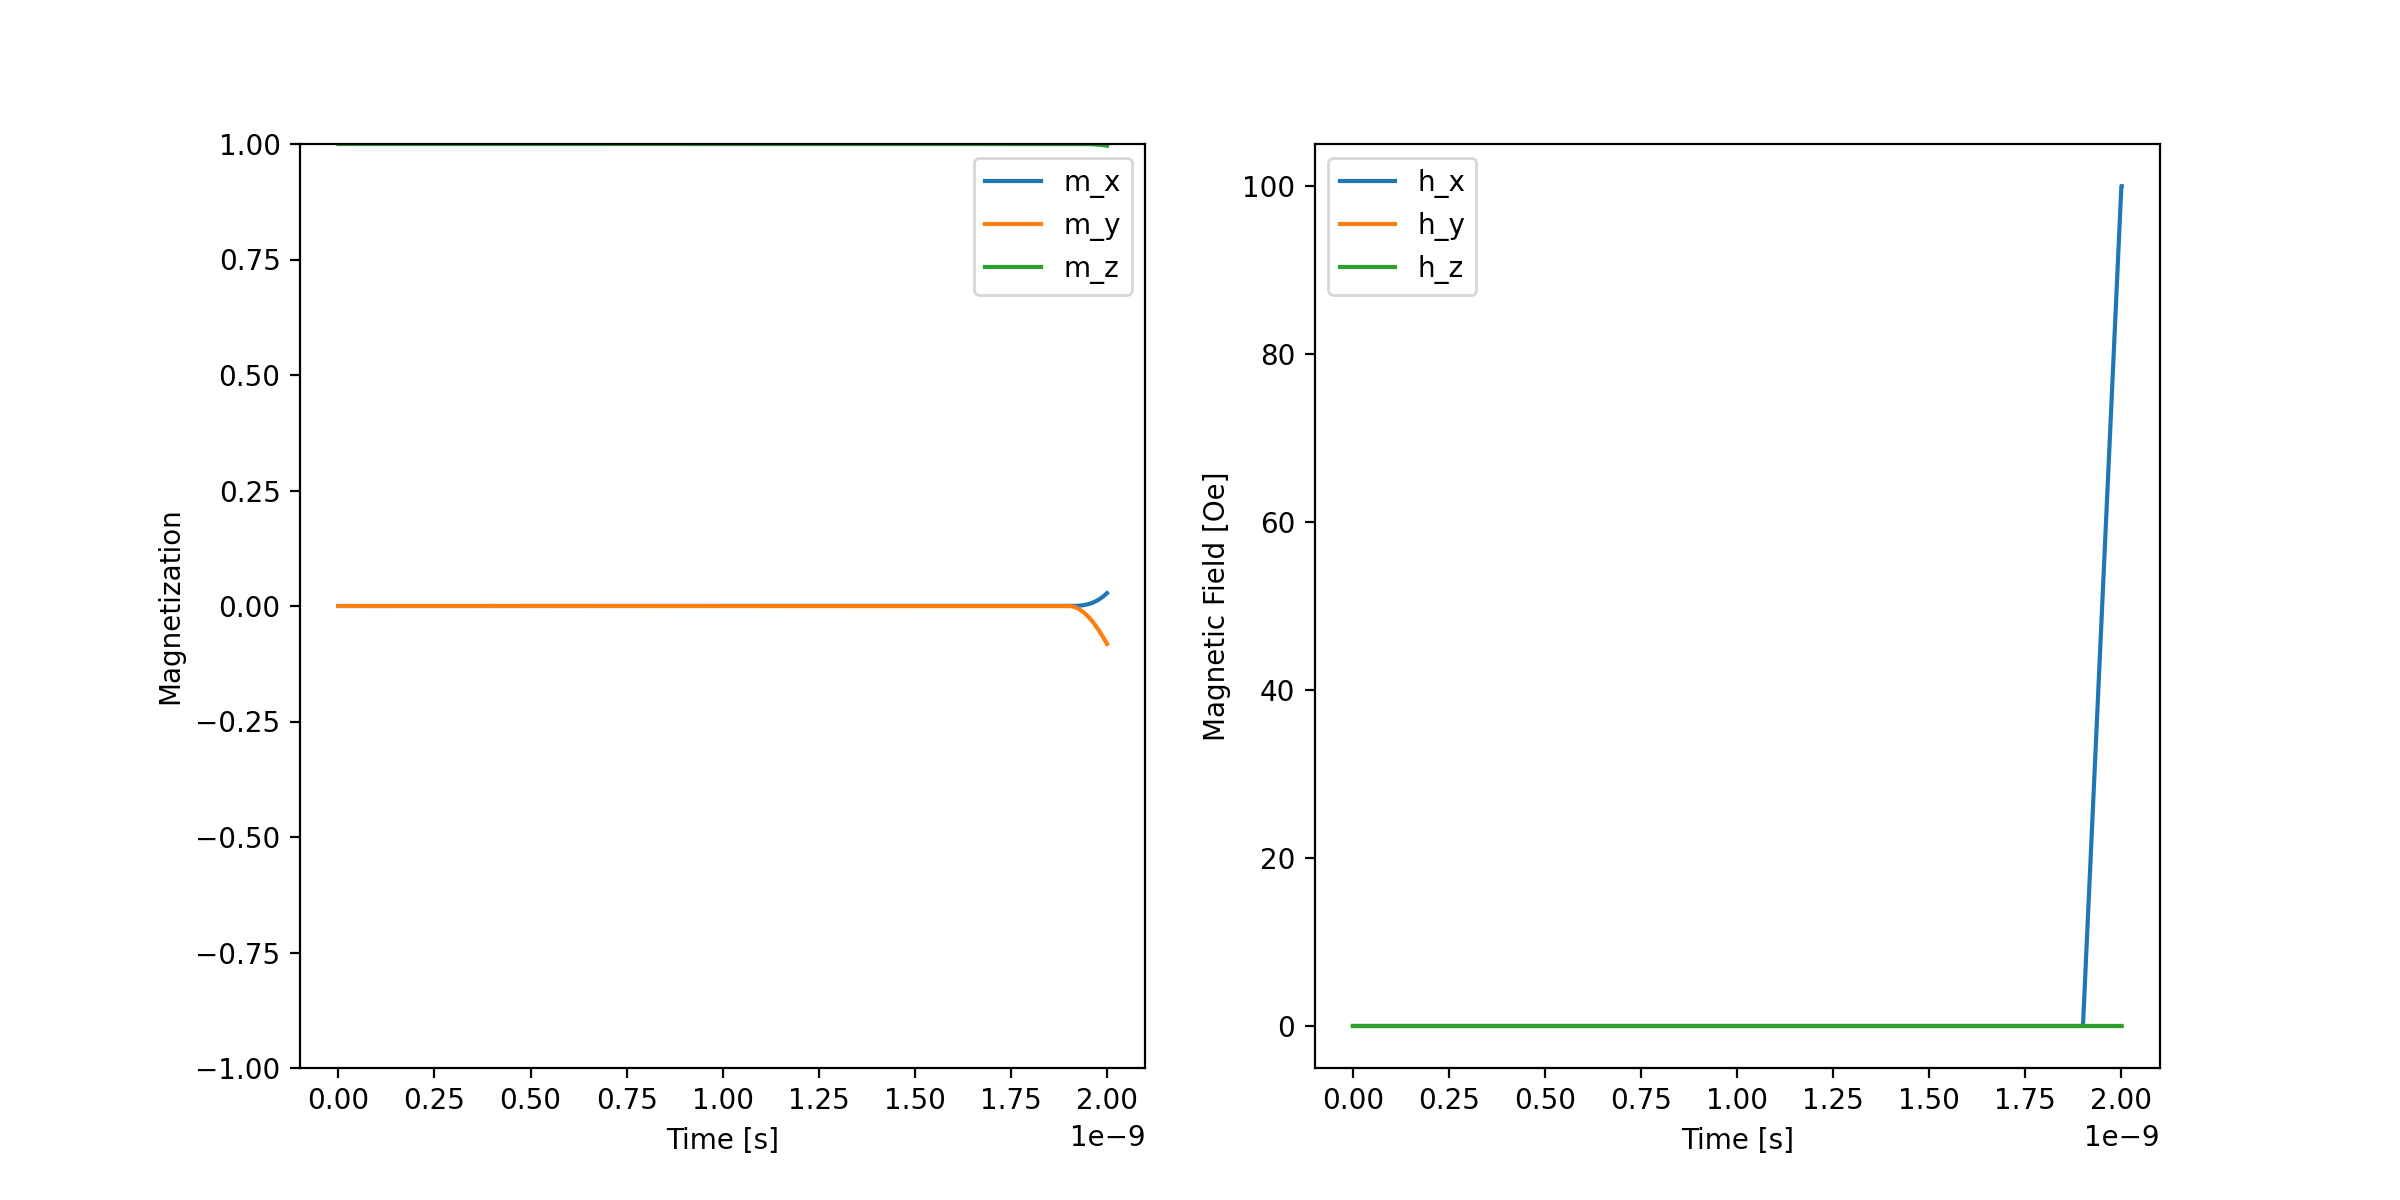 1.00
0.75
0.50
0.25
0.00
−0.25
−0.50
−0.75
−1.00
Magnetization
m_x
m_y
m_z
0.00 0.25 0.50 0.75 1.00 1.25 1.50 1.75 2.00
Time [s]
1e−9
100
80
60
40
20
0
Magnetic Field [Oe]
h_x
h_y
h_z
0.00 0.25 0.50 0.75 1.00 1.25 1.50 1.75 2.00
Time [s]
1e−9